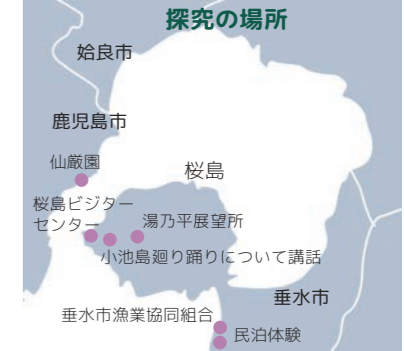 探究の場所
姶良市
鹿児島市
仙厳園
桜島
桜島ビジター
センター
湯乃平展望所
小池島廻り踊りについて講話
垂水市
垂水市漁業協同組合
民泊体験